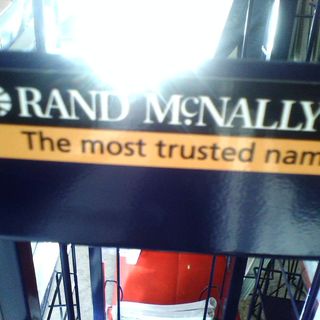 RAND McNALLY
The most trusted nam